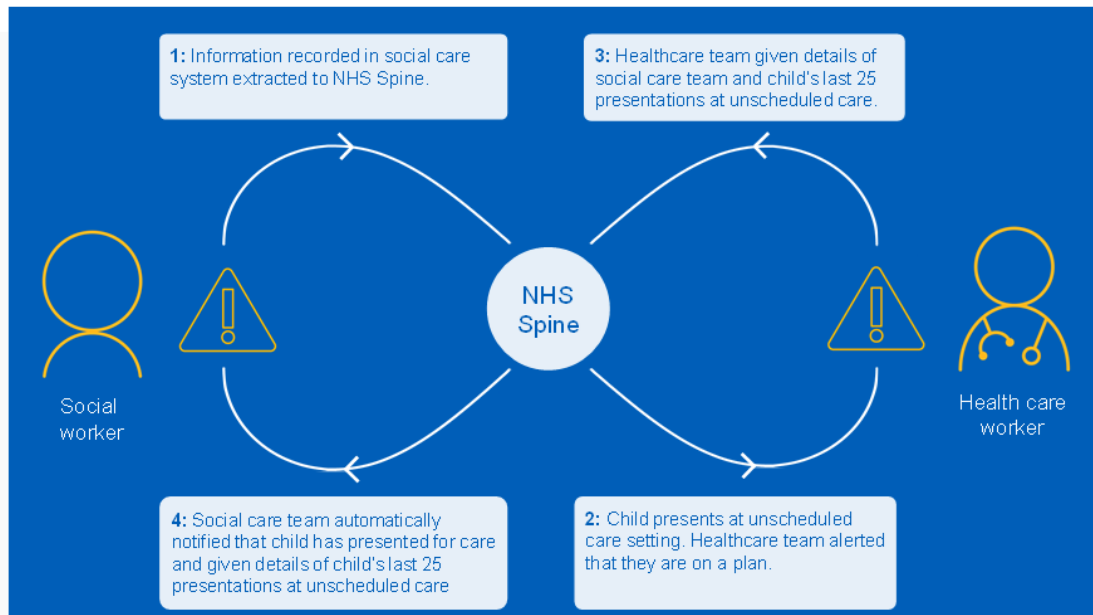 1: Information recorded in social care
system extracted to NHS Spine.
3: Healthcare team given details of
social care team and child's last 25
presentations at unscheduled care.
NHS
Spine
Social
worker
Health care
worker
4: Social care team automatically
notified that child has presented for care
and given details of child's last 25
presentations at unscheduled care
2: Child presents at unscheduled
care setting. Healthcare team alerted
that they are on a plan.